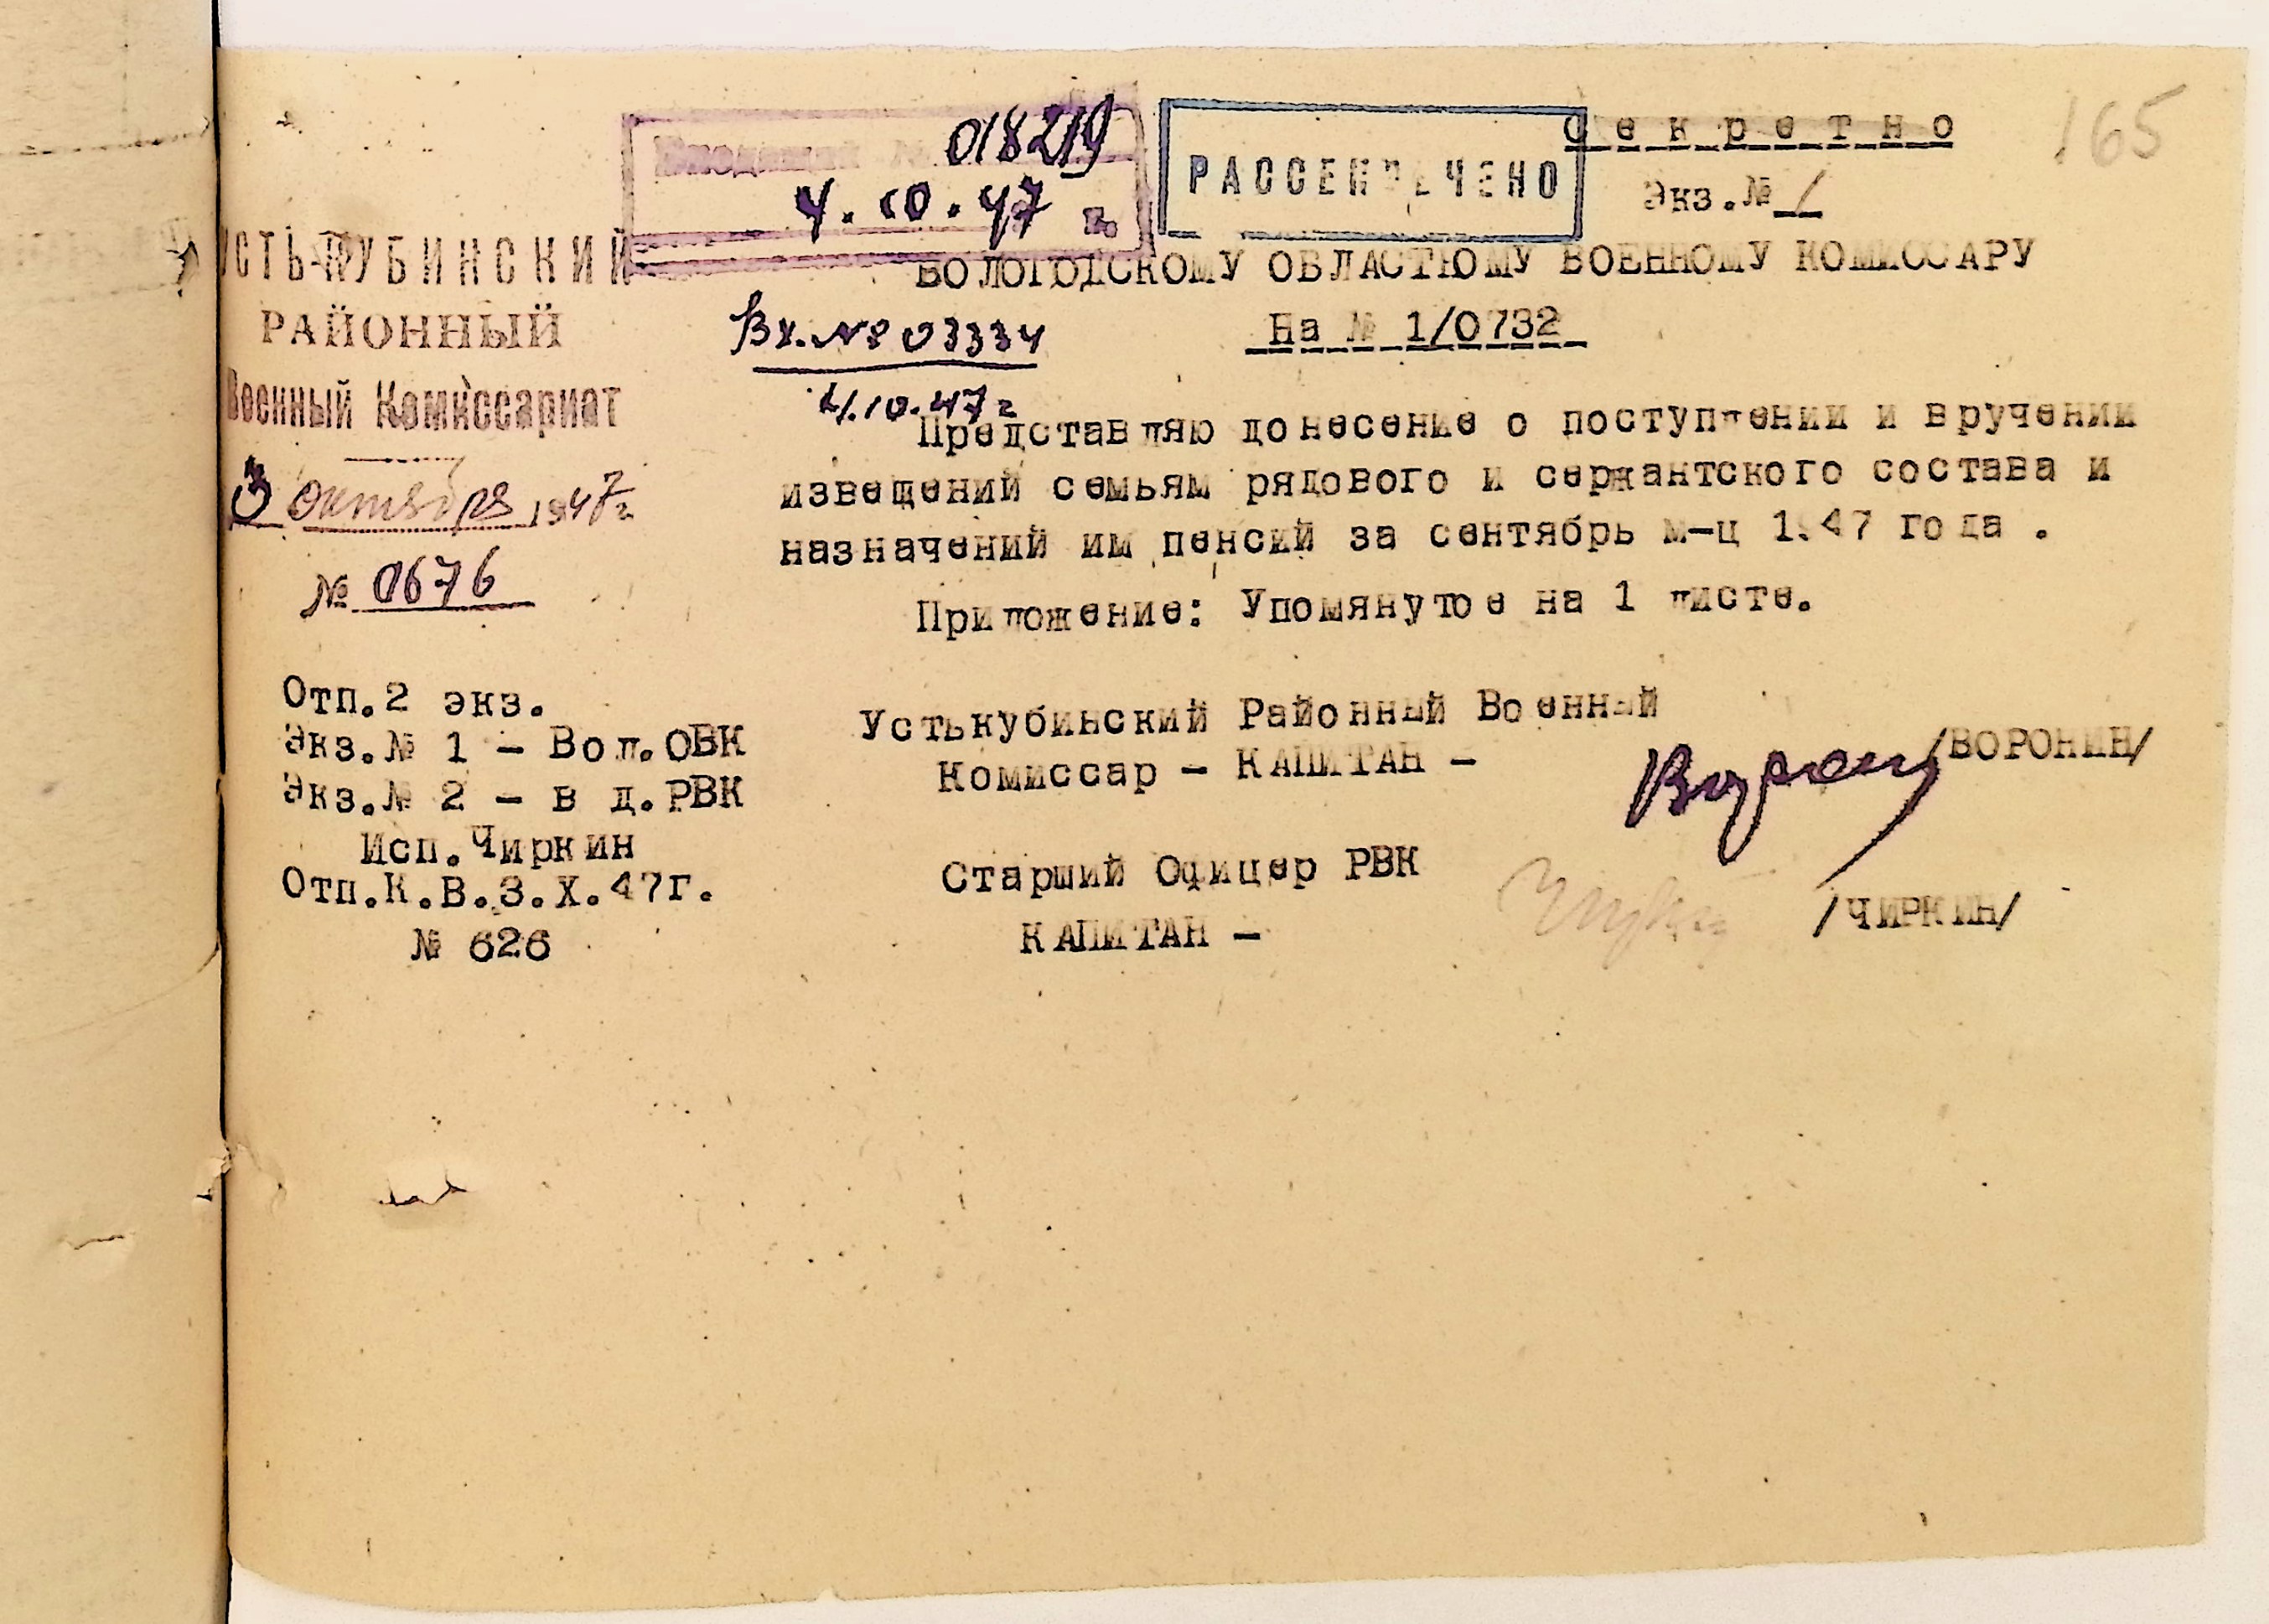 165
Секретно
Экз.№ 1
Входящий № 018219
4.10.47 г.
РАССЕКРЕЧЕНО
УСТЬ-КУБИНСКИЙ
РАЙОННЫЙ
Военный Комиссариат
3 октября 1947 г.
№ 0676
ВОЛОГОДСКОМУ ОБЛАСТНОМУ ВОЕННОМУ КОМИССАРУ
На № 1/0732
Вх.№ 03334
4.10.47 г
Представляю донесение о поступлении и вручении
извещений семьям рядового и сержантского состава и
назначений им пенсий за сентябрь м-ц 1947 года .
Приложение: Упомянутое на 1 листе.
Устькубинский Районный Военный
Комиссар - КАПИТАН -
/ВОРОНИН/
Старший Офицер РВК
КАПИТАН -
/ЧИРКИН/
Отп.2 экз.
Экз.№ 1 - Вол.ОВК
Экз.№ 2 - в д.РВК
Исп.Чиркин
Отп.К.В.3.Х.47г.
№ 626